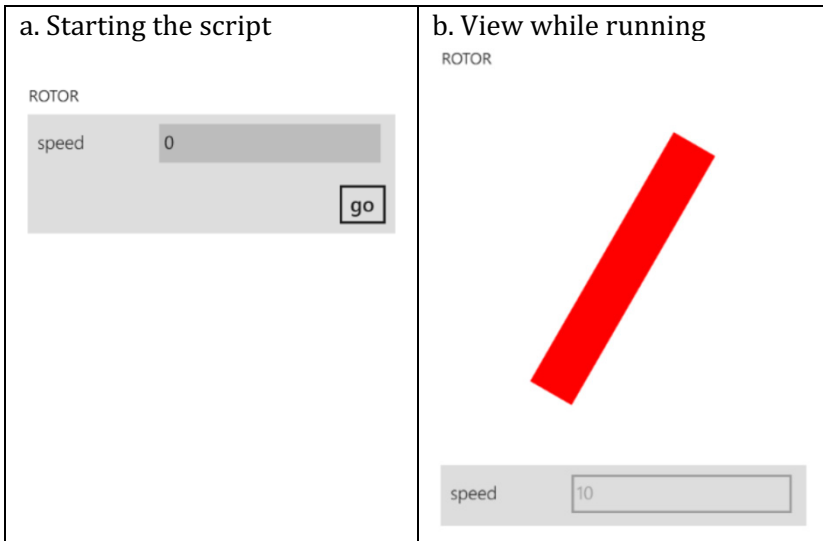 a. Starting the script
ROTOR
speed 0
go
b. View while running
ROTOR
speed 10